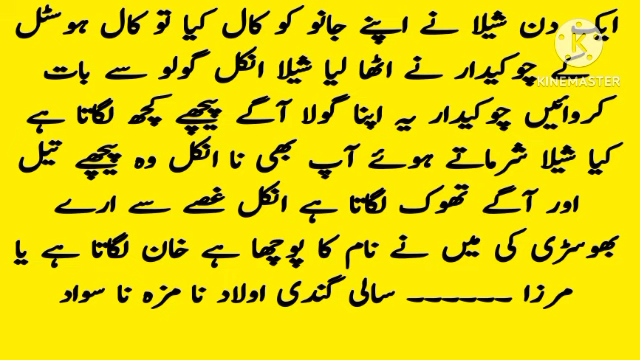 ایک دن شیلا نے اپنے جانو کو کال کیا تو کال ہوسٹل
کے چوکیدار نے اٹھا لیا شیلا انکل گولو سے بات
KINEMASTER
کروائیں چوکیدار یہ اپنا گولا آگے پیچھے کچھ لگاتا ہے
کیا شیلا شرماتے ہوئے آپ بھی نا انکل وہ پیچھے تیل
اور آگے تھوک لگاتا ہے انکل غصے سے ارے
بھوسڑی کی میں نے نام کا پوچھا ہے خان لگاتا ہے یا
مرزا ۔۔۔۔۔۔ سالی گندی اولاد نا مزہ نا سواد